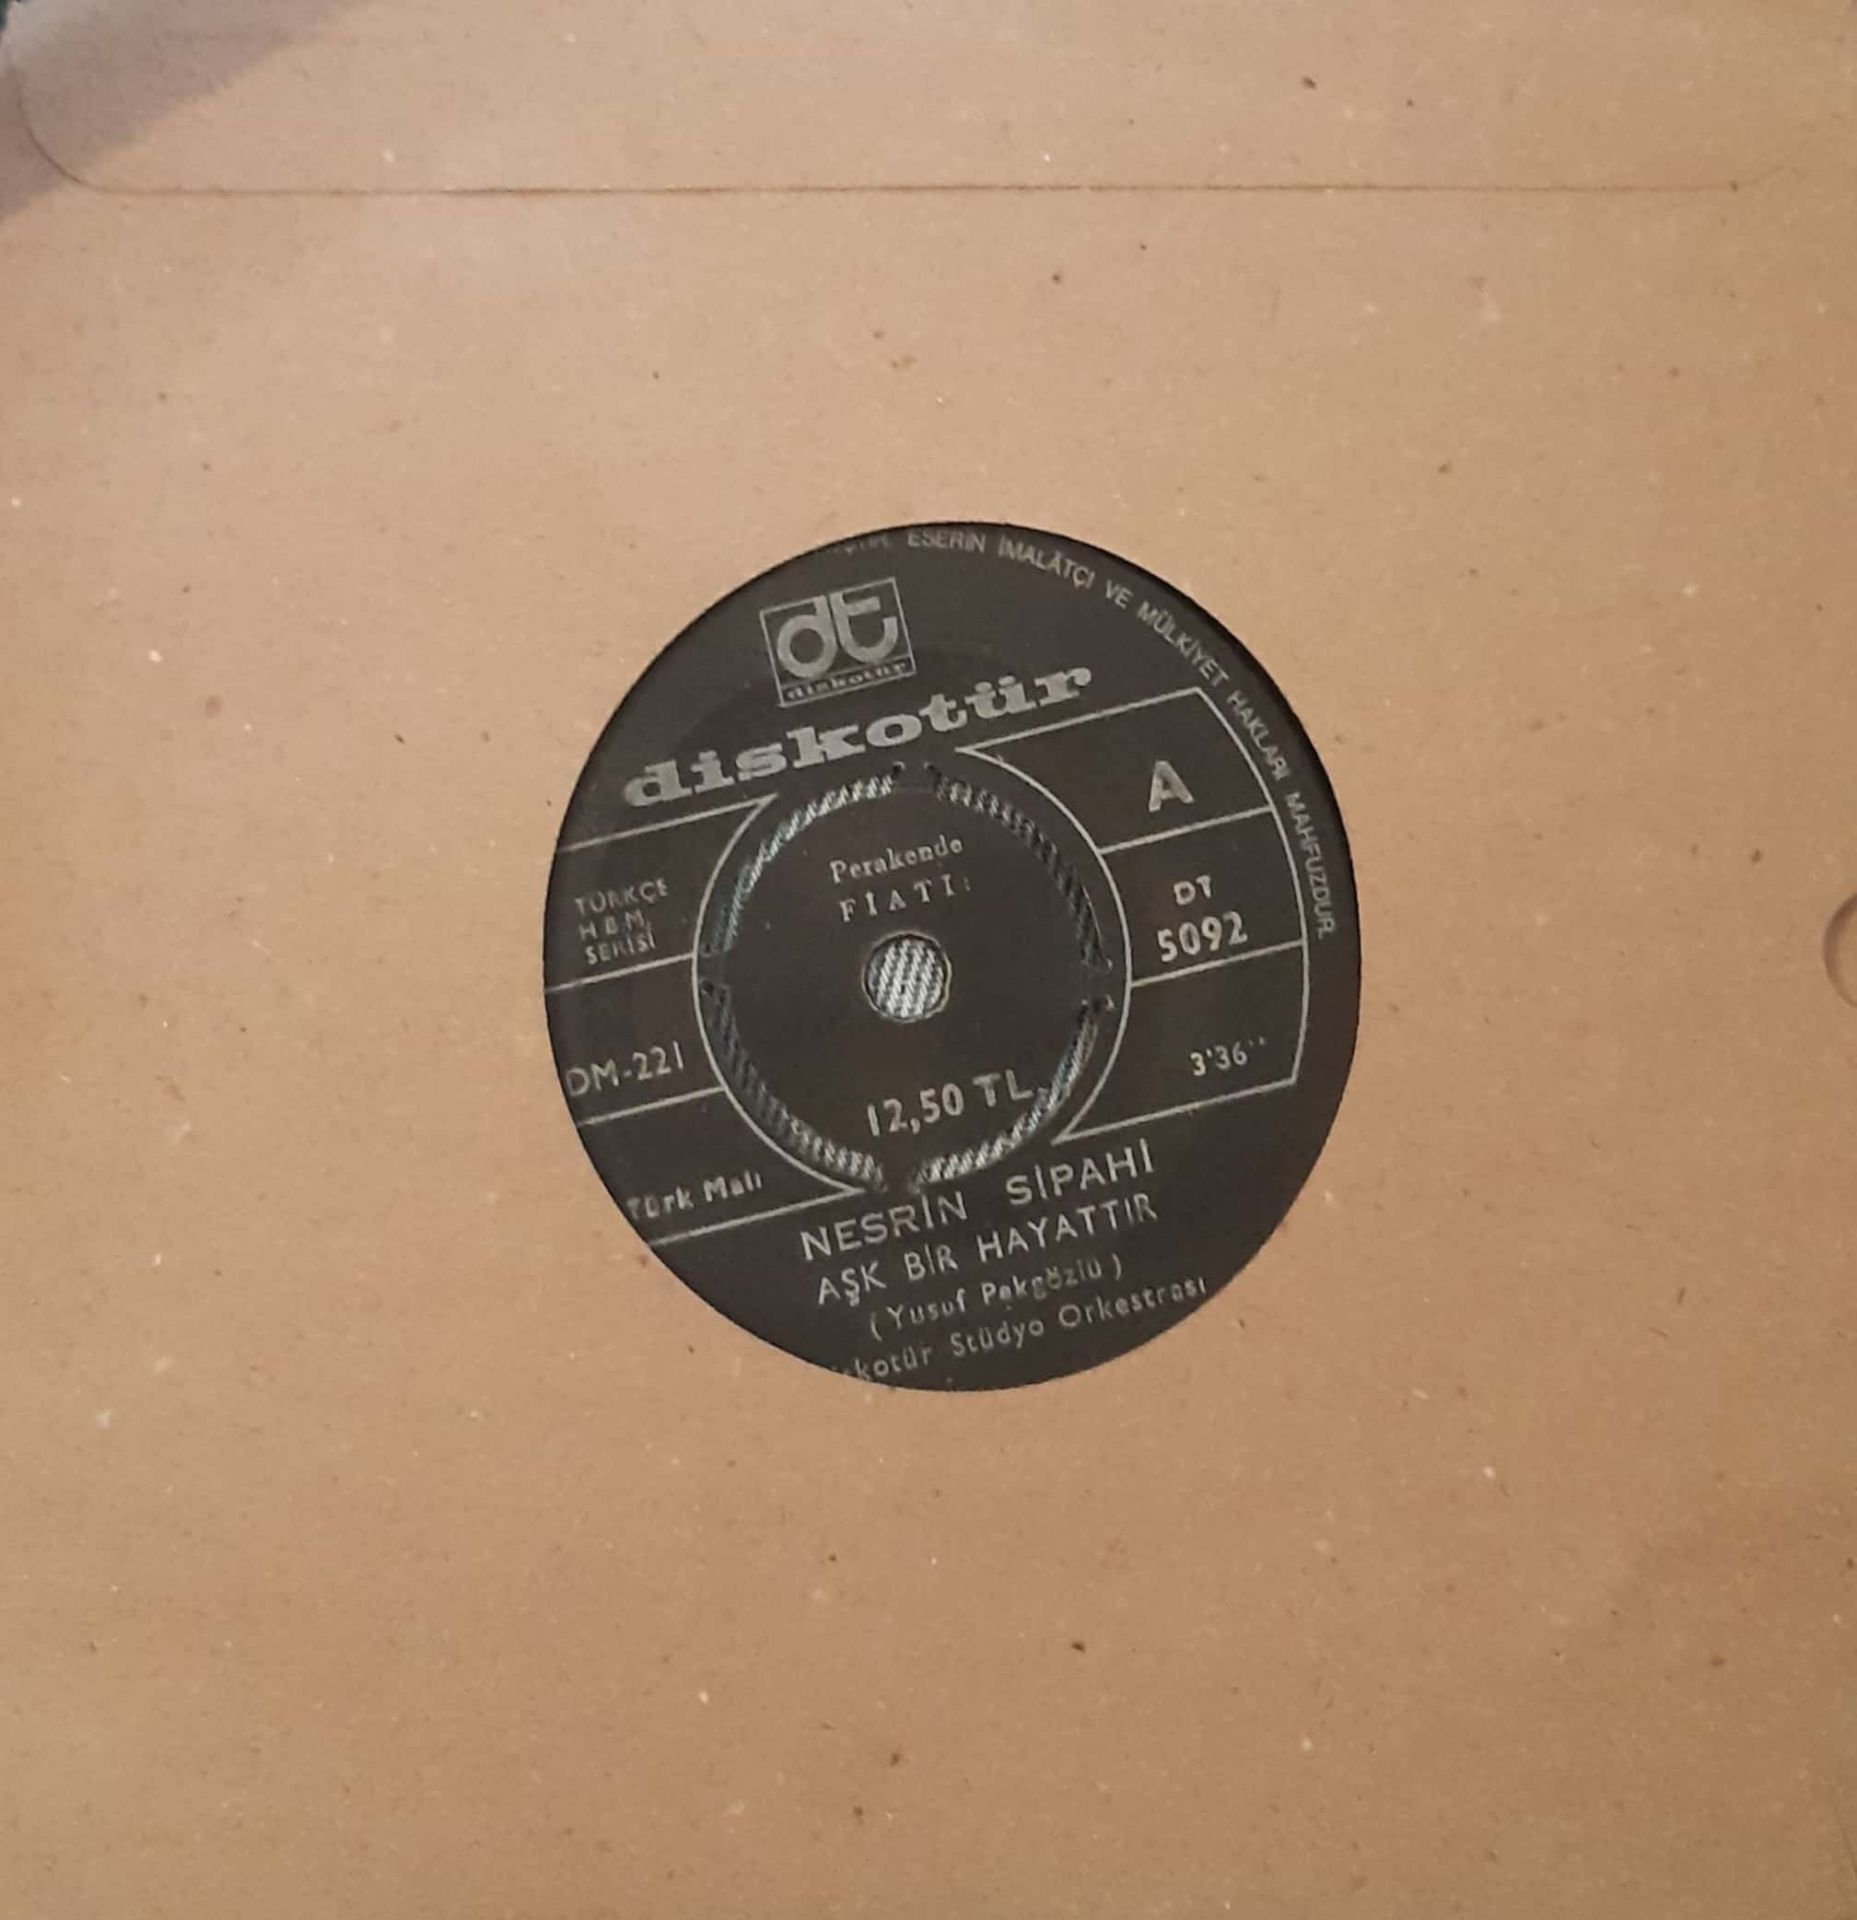 ESERİN İMALÂTÇI VE MÜLKİYET HAKLARI MAHFUZDUR.
dt
diskotür
diskotür
A
Perakende
FİATI:
TÜRKÇE
H.B.M.
SERİSİ
DT
5092
DM-221
3'36''
12,50 TL.
Türk Malı
NESRİN SİPAHİ
AŞK BİR HAYATTIR
(Yusuf Pekgözlü)
Stüdyo Orkestrası